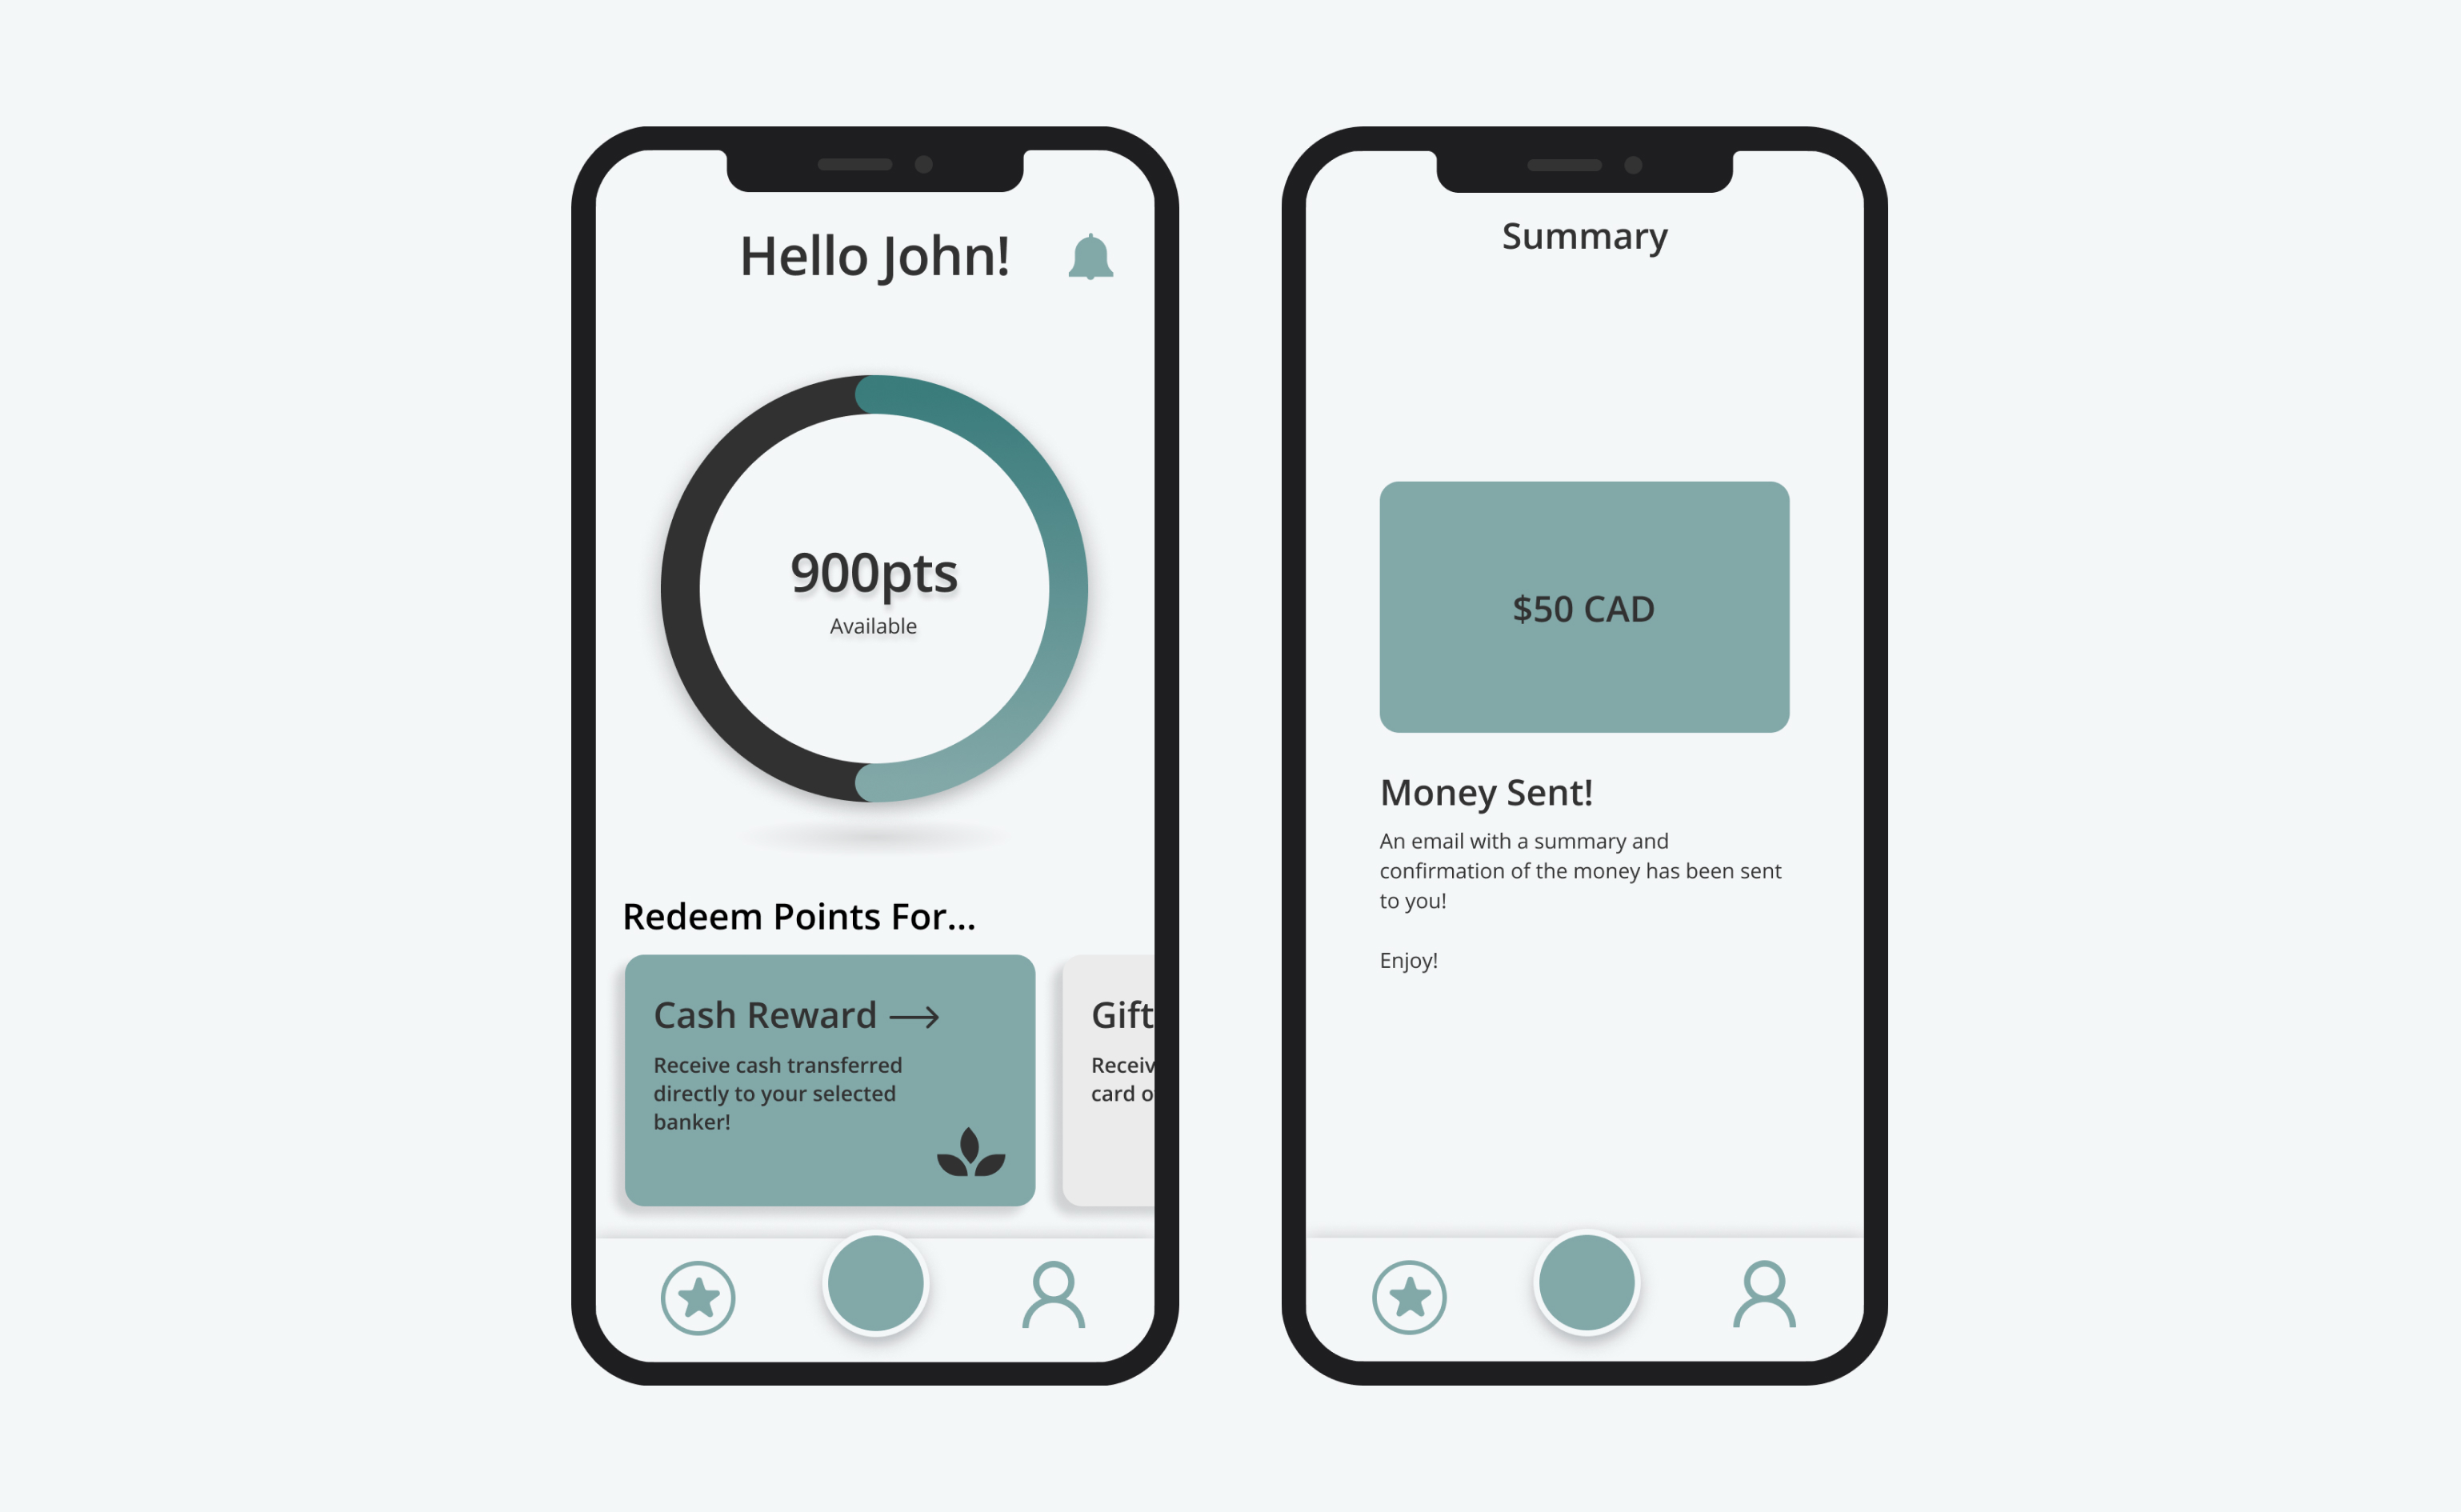 Hello John!
900pts
Available
Redeem Points For...
Cash Reward
Receive cash transferred
directly to your selected
banker!
Gift
Receiv
card o
Summary
$50 CAD
Money Sent!
An email with a summary and
confirmation of the money has been sent
to you!
Enjoy!